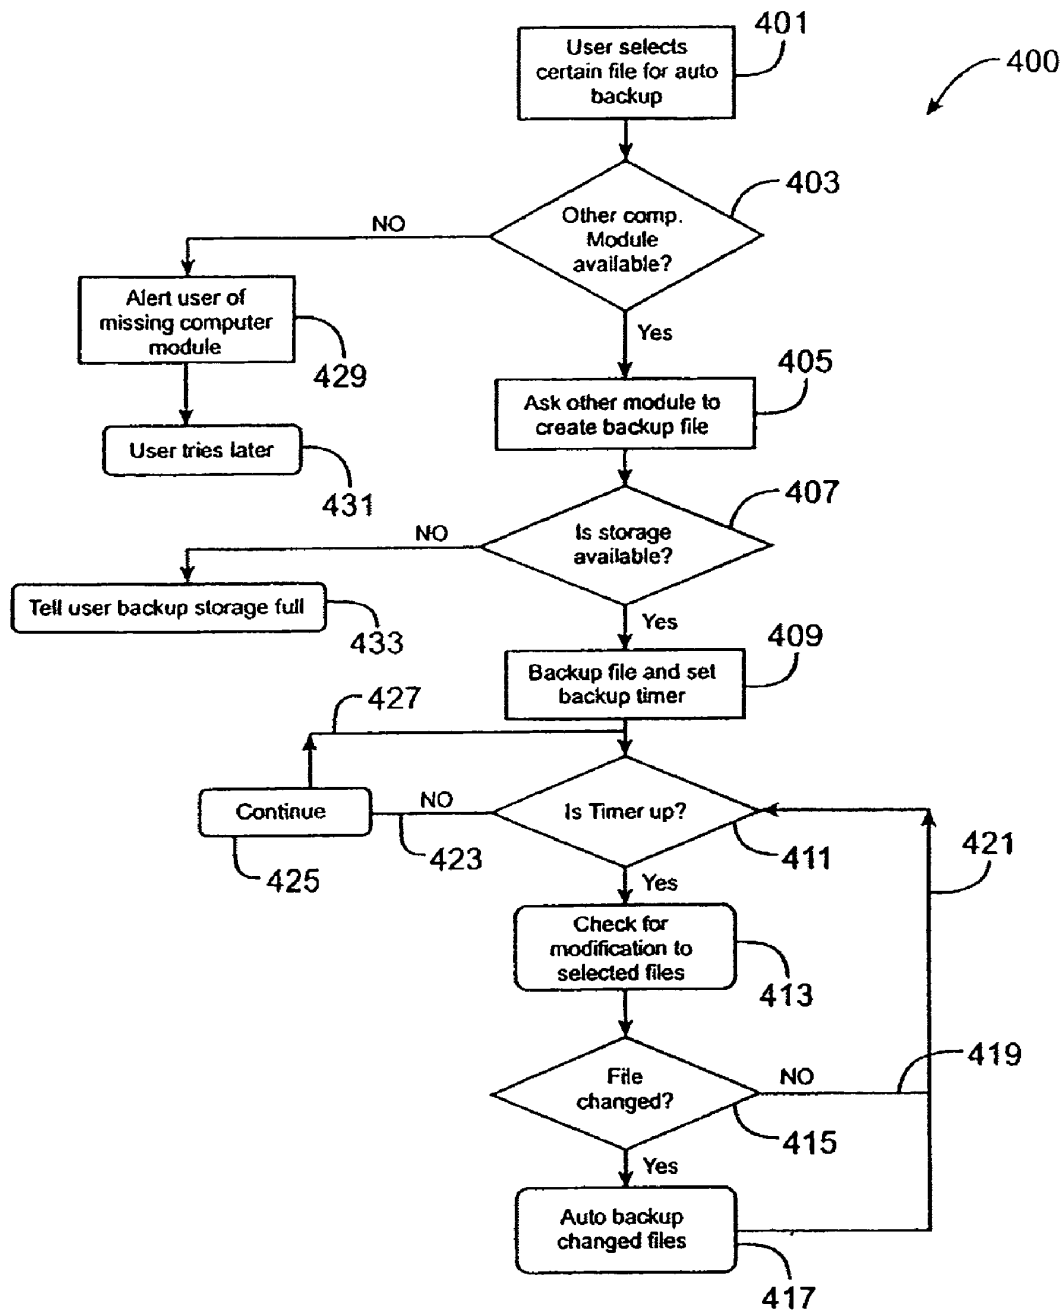 401
User selects
certain file for auto
backup
400
403
Other comp.
Module
available?
NO
Alert user of
missing computer
module
429
Yes
405
Ask other module to
create backup file
User tries later
431
407
Is storage
available?
NO
Tell user backup storage full
433
Yes
409
Backup file and set
backup timer
427
Is Timer up?
NO
Continue
423
425
411
421
Yes
Check for
modification to
selected files
413
419
File
changed?
NO
415
Yes
Auto backup
changed files
417